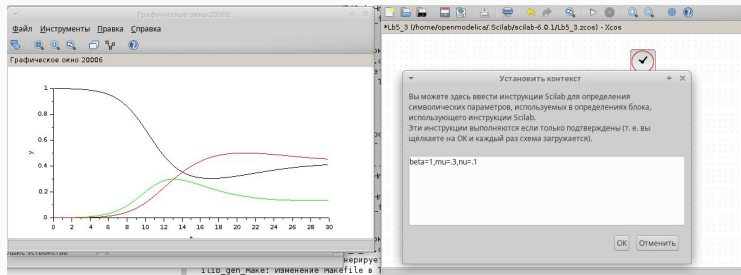 Графическое окно 20006
Файл Инструменты Правка Справка
Графическое окно 20006
y
1
0.8
0.6
0.4
0.2
0
0 2 4 6 8 10 12 14 16 18 20 22 24 26 28 30
*Lb5_3 (/home/openmodelica/.Scilab/scilab-6.0.1/Lb5_3.zcos) - Xcos
Установить контекст
Вы можете здесь ввести инструкции Scilab для определения
символических параметров, используемых в определениях блока,
использующего инструкции Scilab.
Эти инструкции выполняются если только подтверждены (т. е. вы
щёлкаете на OK и каждый раз схема загружается).
beta=1,mu=.3,nu=.1
OK Отменить
ilib_gen_Make: Изменение Makefile в